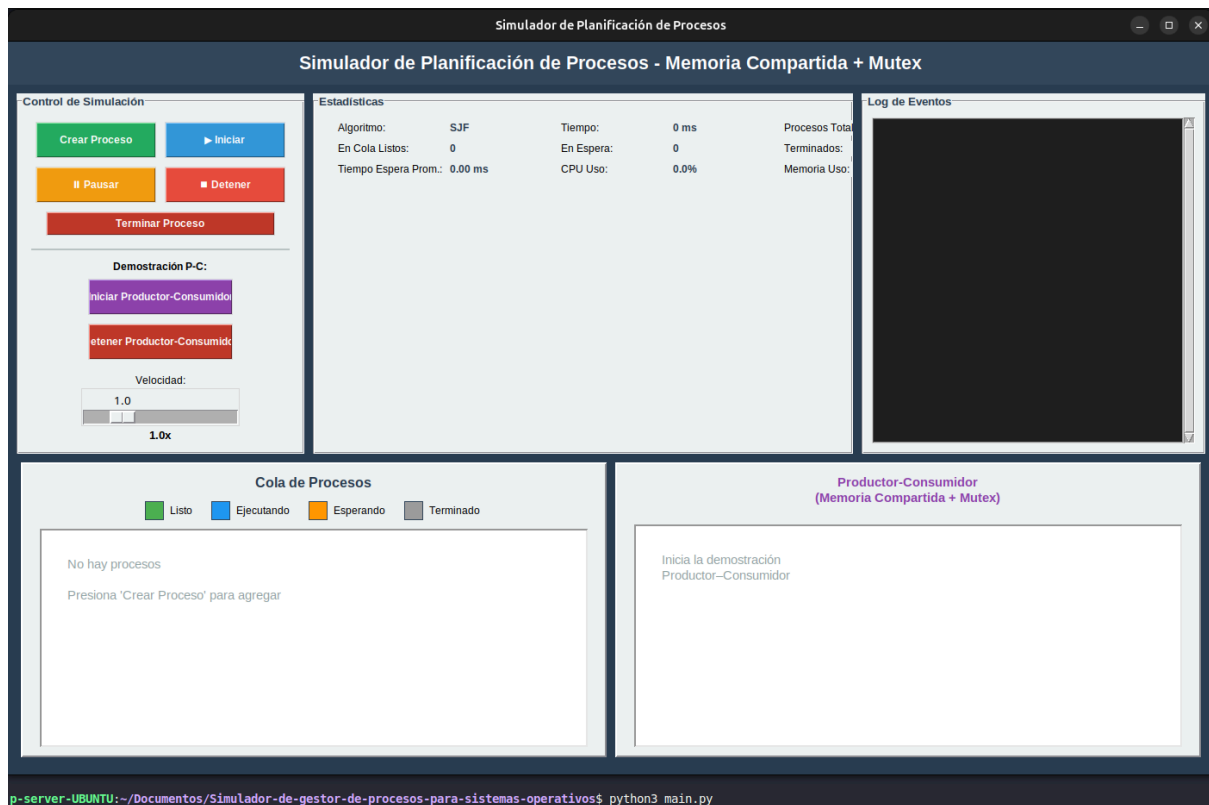 Simulador de Planificación de Procesos
Simulador de Planificación de Procesos - Memoria Compartida + Mutex
Control de Simulación
Crear Proceso
▶ Iniciar
⏸ Pausar
■ Detener
Terminar Proceso
Demostración P-C:
niciar Productor-Consumido
etener Productor-Consumido
Velocidad:
1.0
1.0x
Estadísticas
Algoritmo: SJF Tiempo: 0 ms Procesos Total
En Cola Listos: 0 En Espera: 0 Terminados:
Tiempo Espera Prom.: 0.00 ms CPU Uso: 0.0% Memoria Uso:
Log de Eventos
Cola de Procesos
Listo Ejecutando Esperando Terminado
No hay procesos
Presiona 'Crear Proceso' para agregar
Productor-Consumidor
(Memoria Compartida + Mutex)
Inicia la demostración
Productor–Consumidor
p-server-UBUNTU:~/Documentos/Simulador-de-gestor-de-procesos-para-sistemas-operativos$ python3 main.py